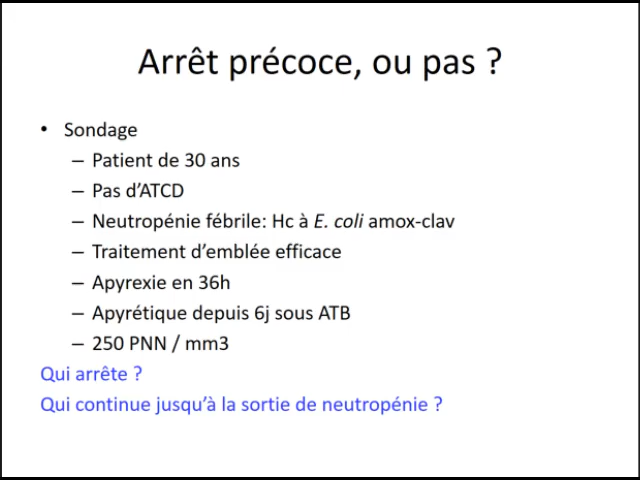 Arrêt précoce, ou pas ?
• Sondage
– Patient de 30 ans
– Pas d’ATCD
– Neutropénie fébrile: Hc à E. coli amox-clav
– Traitement d’emblée efficace
– Apyrexie en 36h
– Apyrétique depuis 6j sous ATB
– 250 PNN / mm3
Qui arrête ?
Qui continue jusqu’à la sortie de neutropénie ?